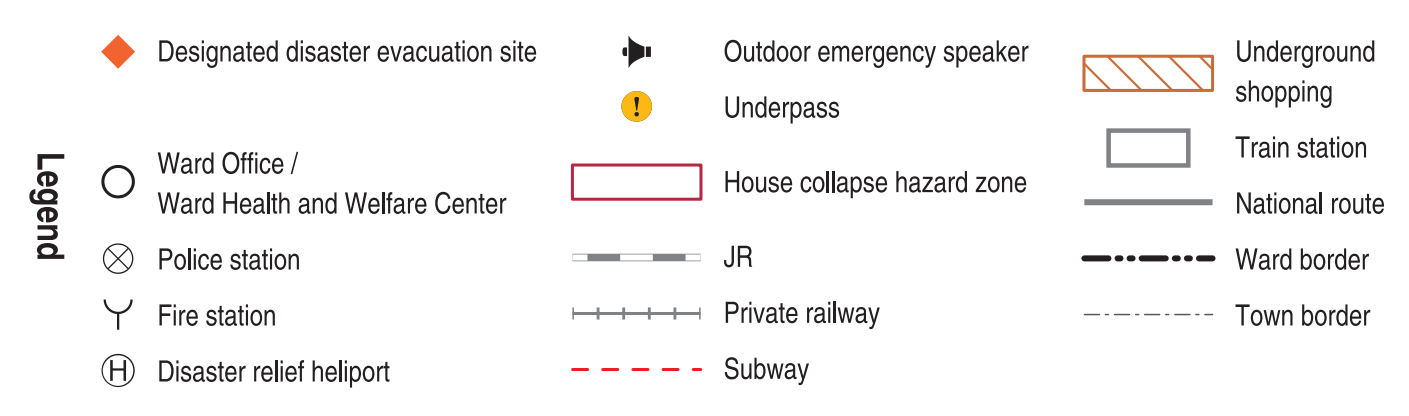 Legend
Designated disaster evacuation site
Ward Office /
Ward Health and Welfare Center
Police station
Fire station
H
Disaster relief heliport
Outdoor emergency speaker
!
Underpass
House collapse hazard zone
JR
Private railway
Subway
Underground
shopping
Train station
National route
Ward border
Town border